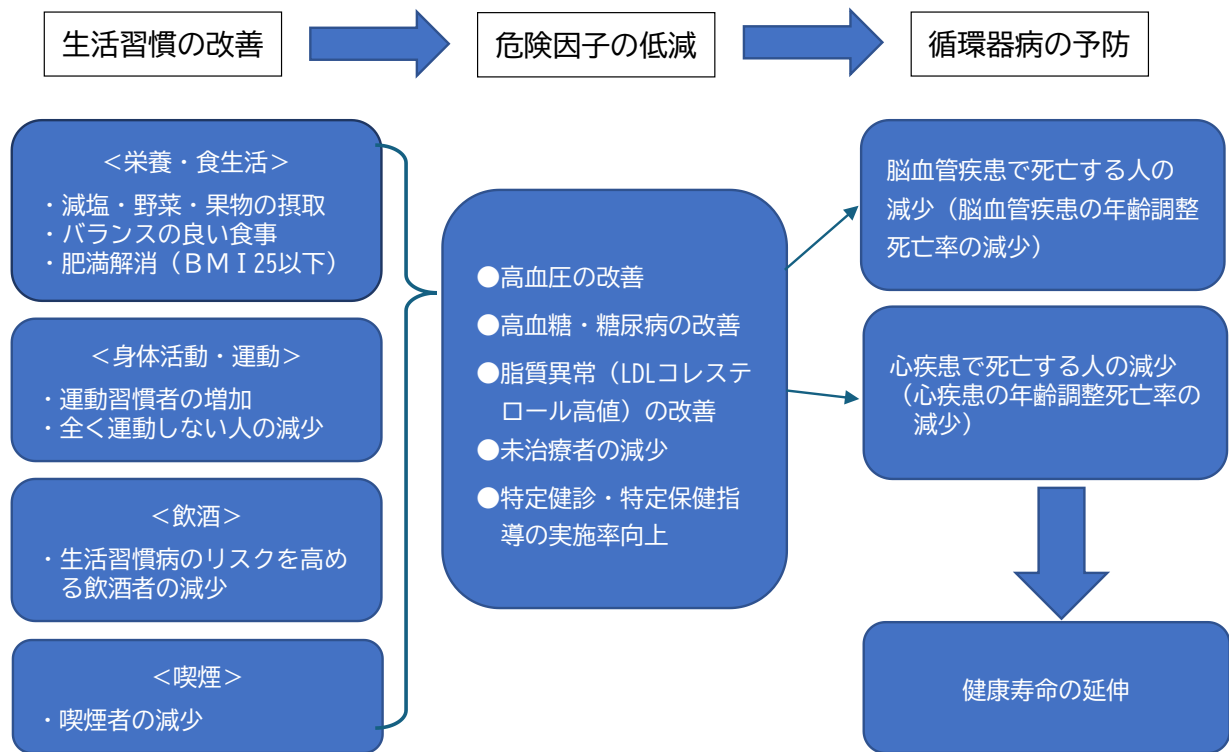 生活習慣の改善
危険因子の低減
循環器病の予防
＜栄養・食生活＞
・減塩・野菜・果物の摂取
・バランスの良い食事
・肥満解消（ＢＭＩ25以下）
＜身体活動・運動＞
・運動習慣者の増加
・全く運動しない人の減少
＜飲酒＞
・生活習慣病のリスクを高め
る飲酒者の減少
＜喫煙＞
・喫煙者の減少
●高血圧の改善
●高血糖・糖尿病の改善
●脂質異常（LDLコレステ
ロール高値）の改善
●未治療者の減少
●特定健診・特定保健指
導の実施率向上
脳血管疾患で死亡する人の
減少（脳血管疾患の年齢調整
死亡率の減少）
心疾患で死亡する人の減少
（心疾患の年齢調整死亡率の
減少）
健康寿命の延伸